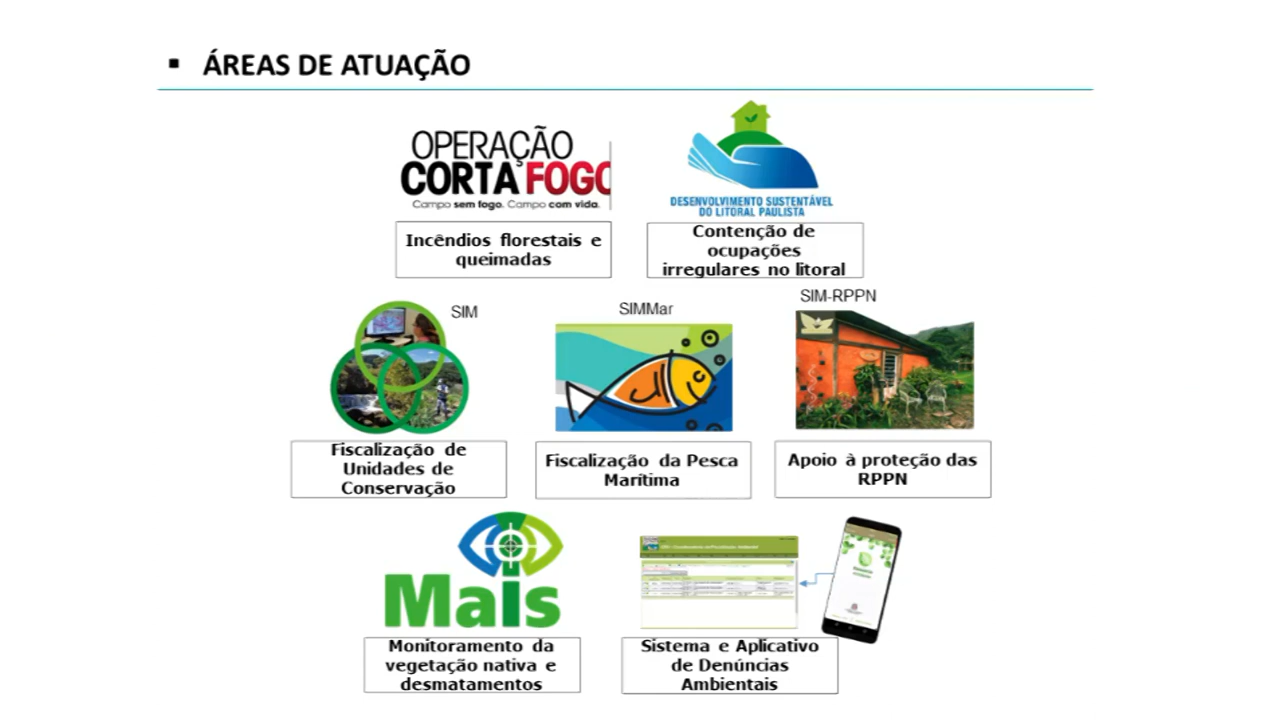 ▪ ÁREAS DE ATUAÇÃO
OPERAÇÃO
CORTA FOGO
Campo sem fogo. Campo com vida.
DESENVOLVIMENTO SUSTENTÁVEL
DO LITORAL PAULISTA
Incêndios florestais e
queimadas
Contenção de
ocupações
irregulares no litoral
SIM
SIMMar
SIM-RPPN
Fiscalização de
Unidades de
Conservação
Fiscalização da Pesca
Marítima
Apoio à proteção das
RPPN
Mais
Monitoramento da
vegetação nativa e
desmatamentos
Sistema e Aplicativo
de Denúncias
Ambientais